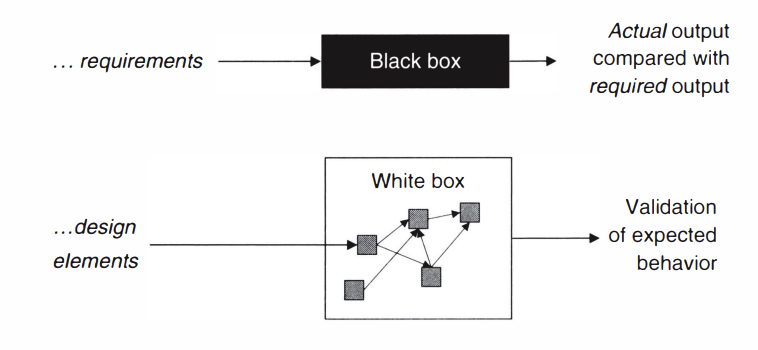 ... requirements
Black box
Actual output
compared with
required output
White box
...design
elements
Validation
of expected
behavior